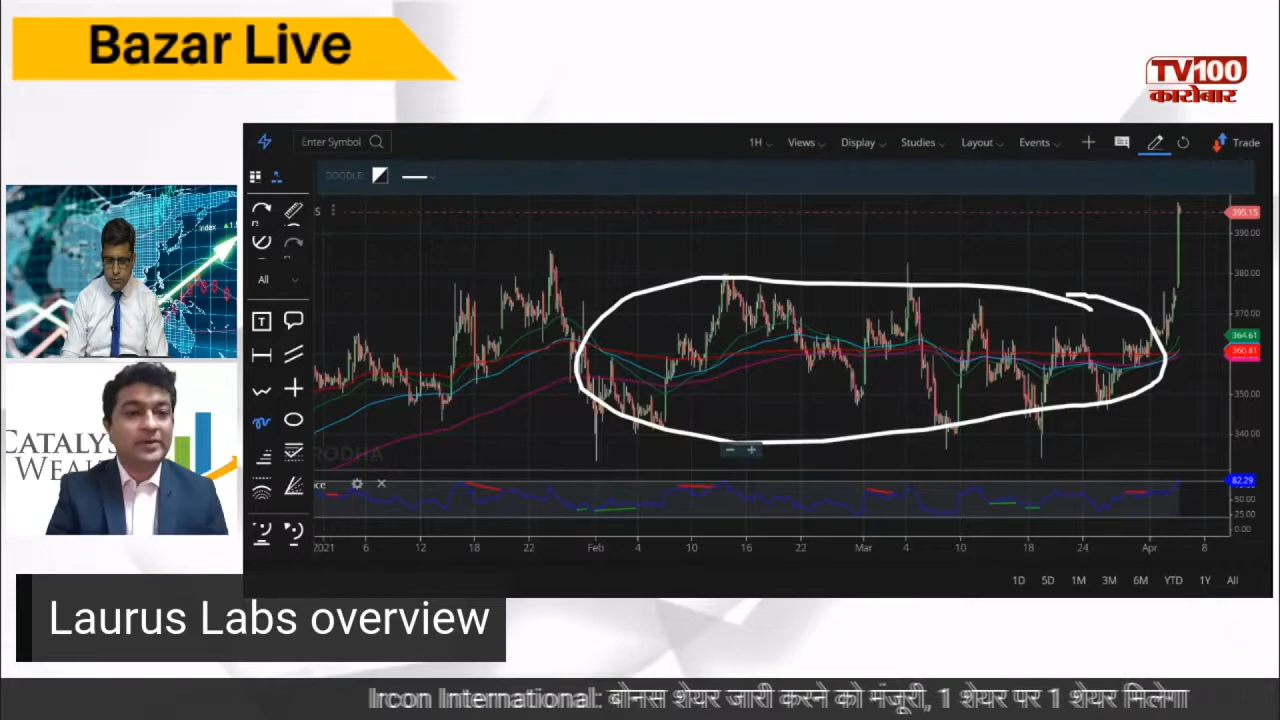 Bazar Live
TV100
कारोबार
Enter Symbol
1H
Views
Display
Studies
Layout
Events
Trade
DOODLE:
S
All
T
395.15
390.00
380.00
370.00
364.61
360.81
350.00
340.00
82.29
50.00
25.00
0.00
2021 6 12 18 22 Feb 4 10 16 22 Mar 4 10 18 24 Apr 8
1D 5D 1M 3M 6M YTD 1Y All
Laurus Labs overview
Ircon International: बोनस शेयर जारी करने को मंजूरी, 1 शेयर पर 1 शेयर मिलेगा